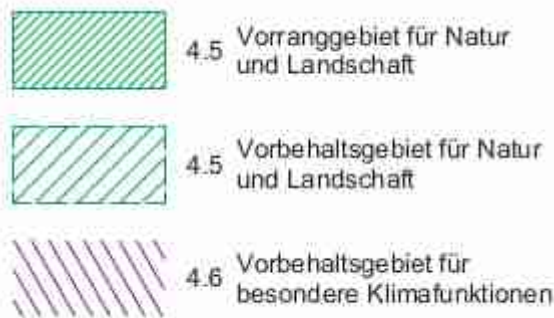 4.5 Vorranggebiet für Natur
und Landschaft
4.5 Vorbehaltsgebiet für Natur
und Landschaft
4.6 Vorbehaltsgebiet für
besondere Klimafunktionen